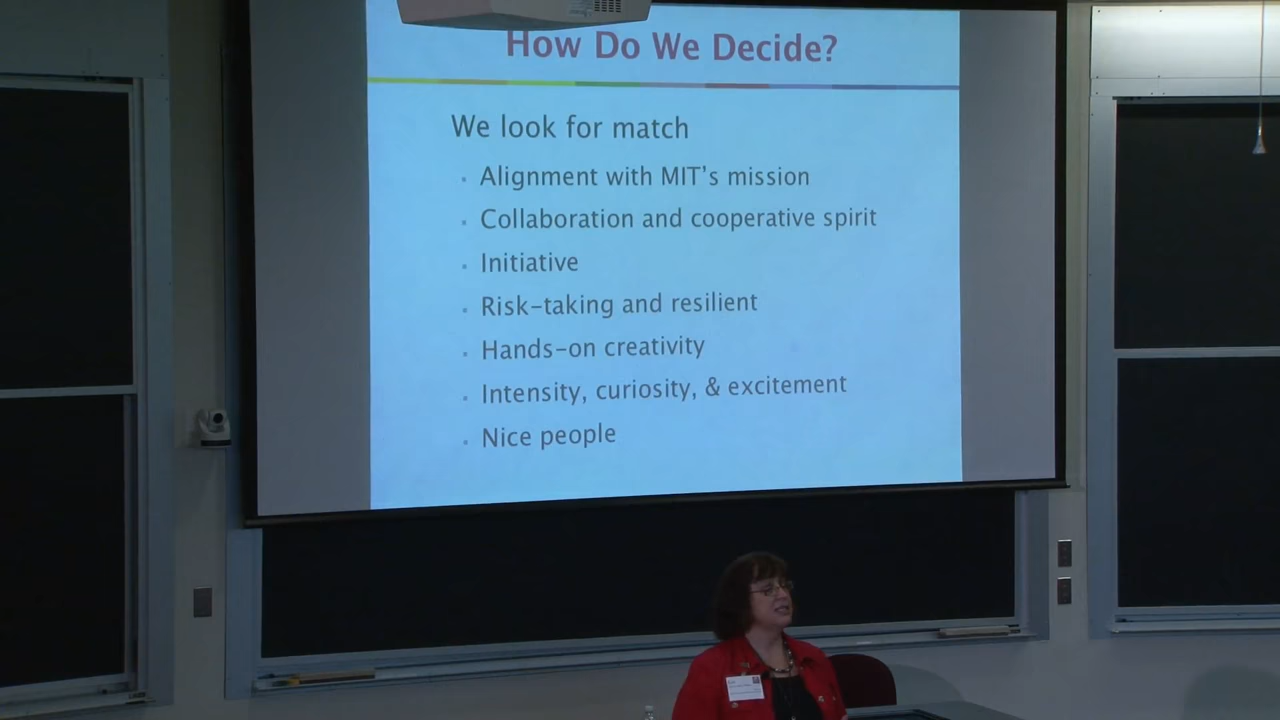 How Do We Decide?
We look for match
Alignment with MIT's mission
Collaboration and cooperative spirit
Initiative
Risk-taking and resilient
Hands-on creativity
Intensity, curiosity, & excitement
Nice people